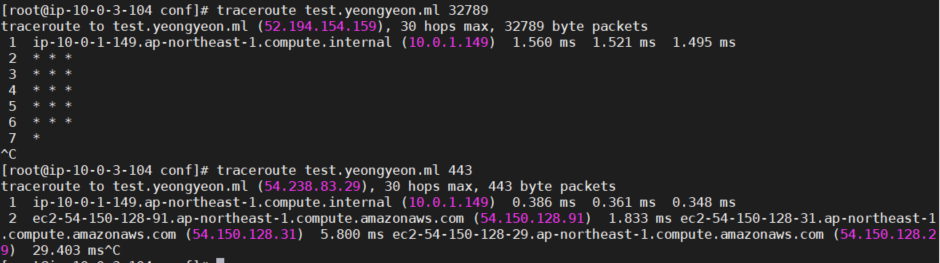 [root@ip-10-0-3-104 conf]# traceroute test.yeongyeon.ml 32789
traceroute to test.yeongyeon.ml (52.194.154.159), 30 hops max, 32789 byte packets
 1  ip-10-0-1-149.ap-northeast-1.compute.internal (10.0.1.149)  1.560 ms  1.521 ms  1.495 ms
 2  * * *
 3  * * *
 4  * * *
 5  * * *
 6  * * *
 7  *
^C
[root@ip-10-0-3-104 conf]# traceroute test.yeongyeon.ml 443
traceroute to test.yeongyeon.ml (54.238.83.29), 30 hops max, 443 byte packets
 1  ip-10-0-1-149.ap-northeast-1.compute.internal (10.0.1.149)  0.386 ms  0.361 ms  0.348 ms
 2  ec2-54-150-128-91.ap-northeast-1.compute.amazonaws.com (54.150.128.91)  1.833 ms ec2-54-150-128-31.ap-northeast-1
.compute.amazonaws.com (54.150.128.31)  5.800 ms ec2-54-150-128-29.ap-northeast-1.compute.amazonaws.com (54.150.128.2
9)  29.403 ms^C